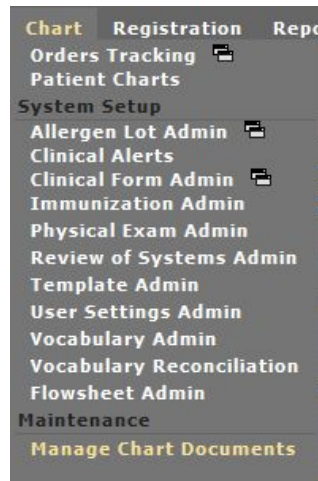 Chart Registration
Orders Tracking
Patient Charts
System Setup
Allergen Lot Admin
Clinical Alerts
Clinical Form Admin
Immunization Admin
Physical Exam Admin
Review of Systems Admin
Template Admin
User Settings Admin
Vocabulary Admin
Vocabulary Reconciliation
Flowsheet Admin
Maintenance
Manage Chart Documents